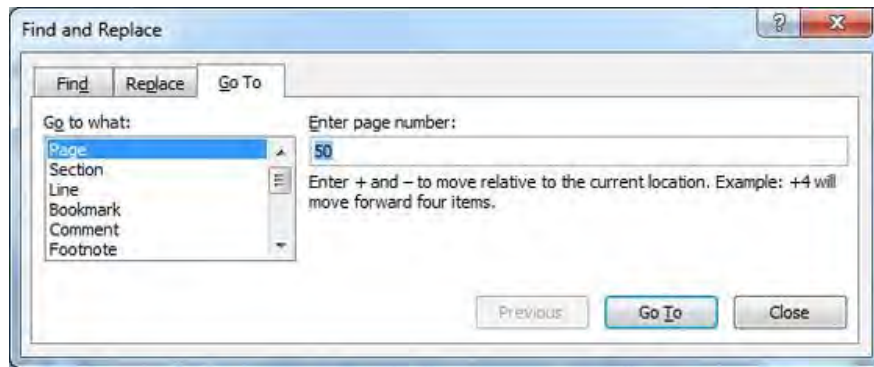 Find and Replace
Find
Replace
Go To
Go to what:
Page
Section
Line
Bookmark
Comment
Footnote
Enter page number:
50
Enter + and – to move relative to the current location. Example: +4 will
move forward four items.
Previous
Go To
Close